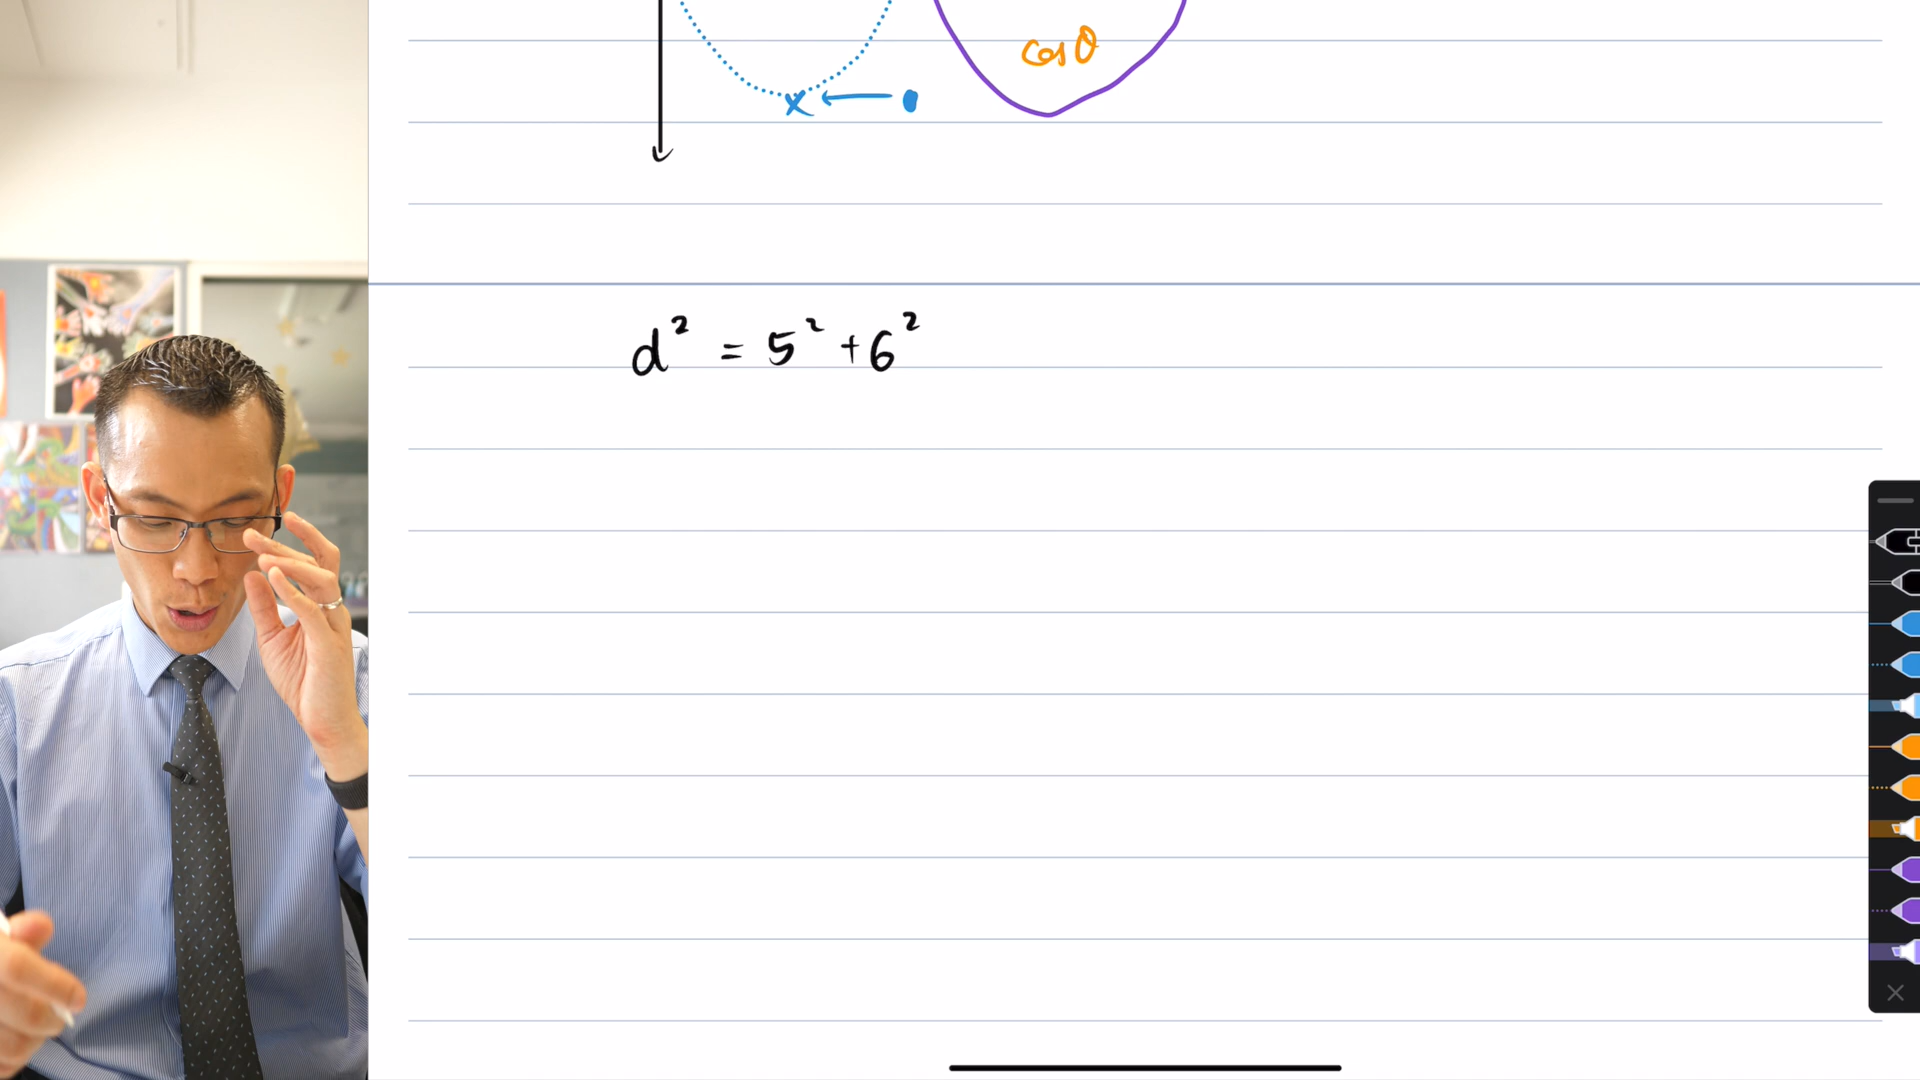 cos θ
x
d² = 5² + 6²